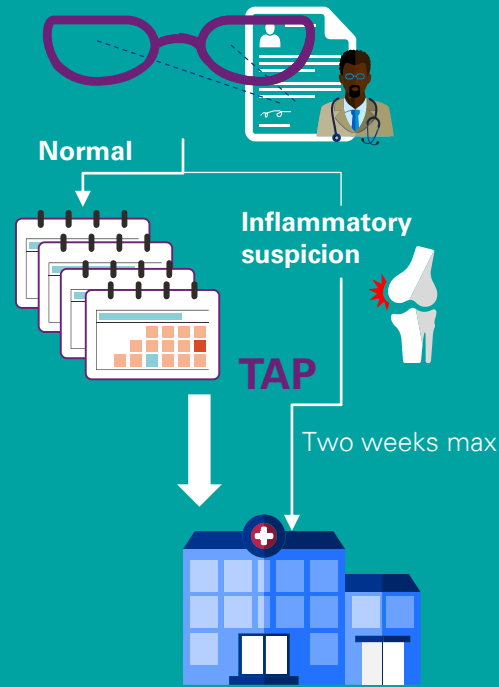 Normal
Inflammatory
suspicion
TAP
Two weeks max